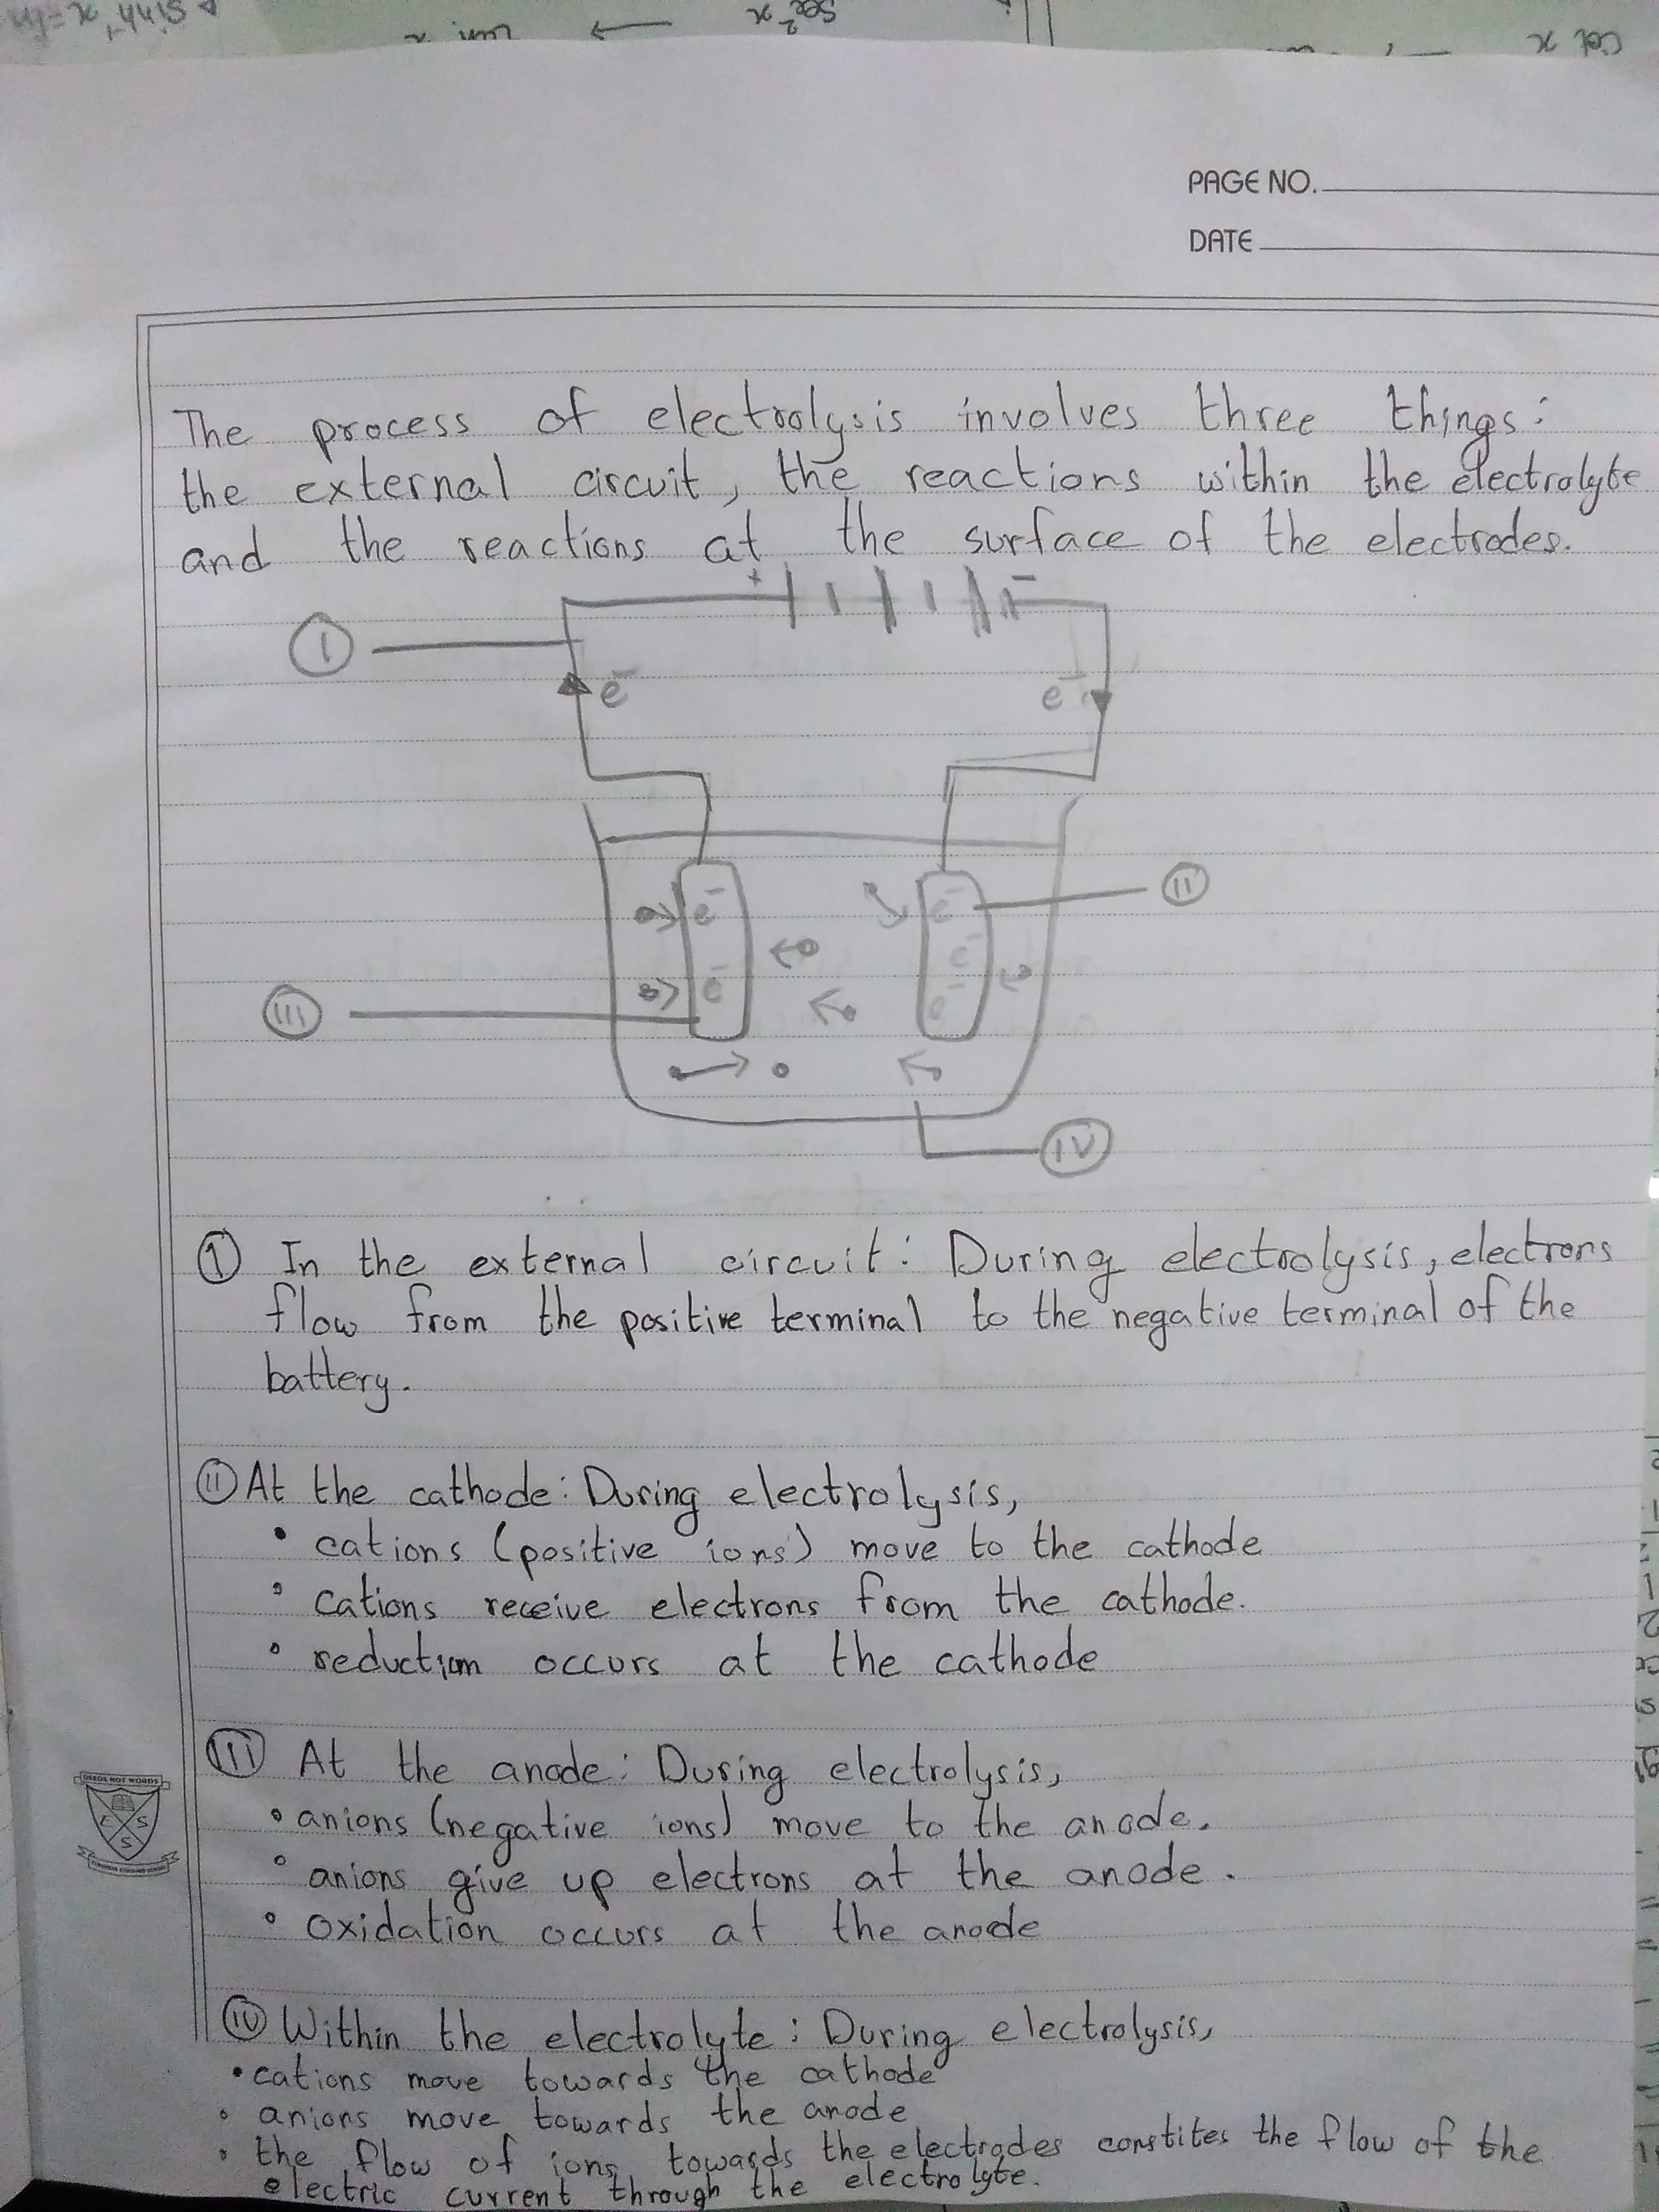 sec² x
cot x
PAGE NO.
DATE
The process of electrolysis involves three things:
the external circuit, the reactions within the electrolyte
and the reactions at the surface of the electrodes.
+ −
I
e⁻ e⁻
e⁻ e⁻ II
e⁻
III e⁻ e⁻
IV
I In the external circuit: During electrolysis, electrons
flow from the positive terminal to the negative terminal of the
battery.
II At the cathode: During electrolysis,
• cations (positive ions) move to the cathode
• cations receive electrons from the cathode.
• reduction occurs at the cathode
III At the anode: During electrolysis,
• anions (negative ions) move to the anode.
• anions give up electrons at the anode.
• oxidation occurs at the anode
IV Within the electrolyte: During electrolysis,
• cations move towards the cathode
• anions move towards the anode
• the flow of ions towards the electrodes constites the flow of the
electric current through the electrolyte.
DEEDS NOT WORDS